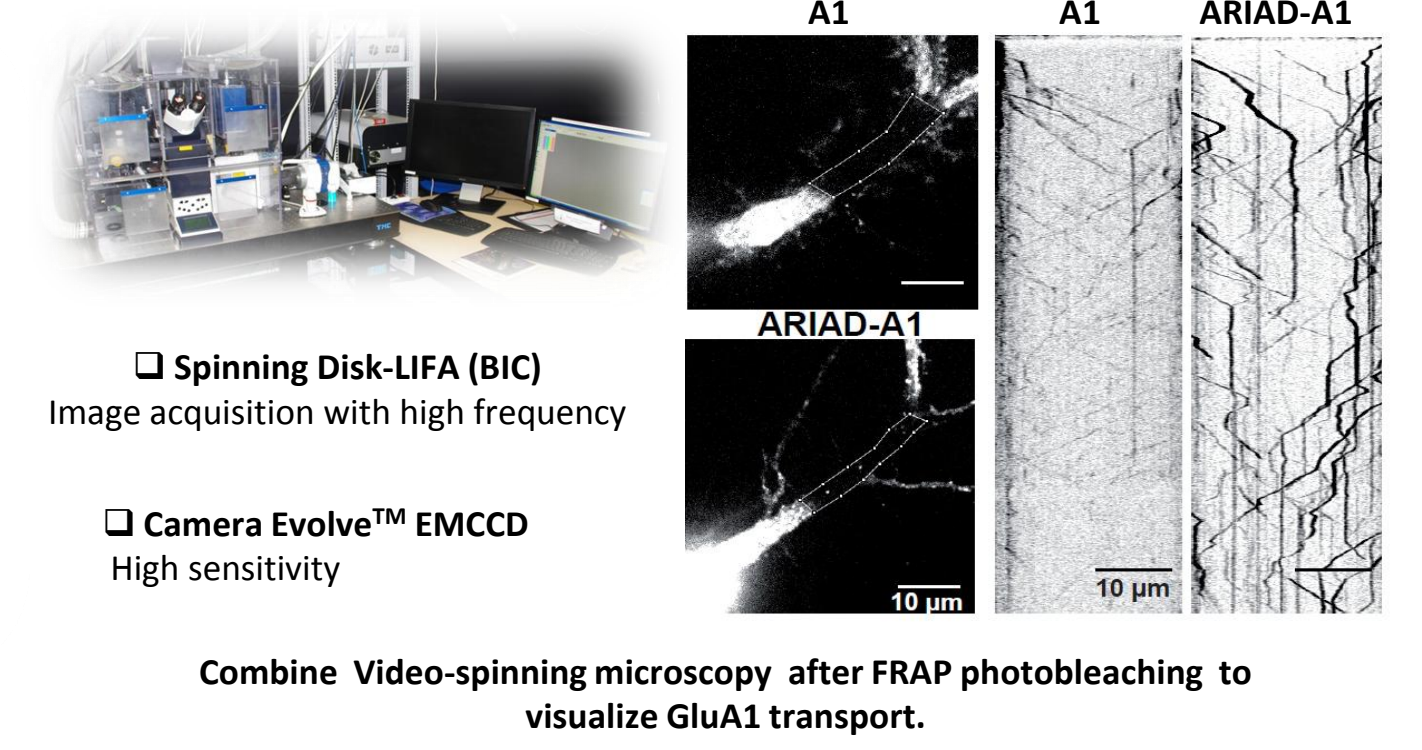 A1
A1
ARIAD-A1
TMC
ARIAD-A1
❑ Spinning Disk-LIFA (BIC)
Image acquisition with high frequency
❑ Camera Evolve™ EMCCD
High sensitivity
10 µm
10 µm
Combine Video-spinning microscopy after FRAP photobleaching to
visualize GluA1 transport.